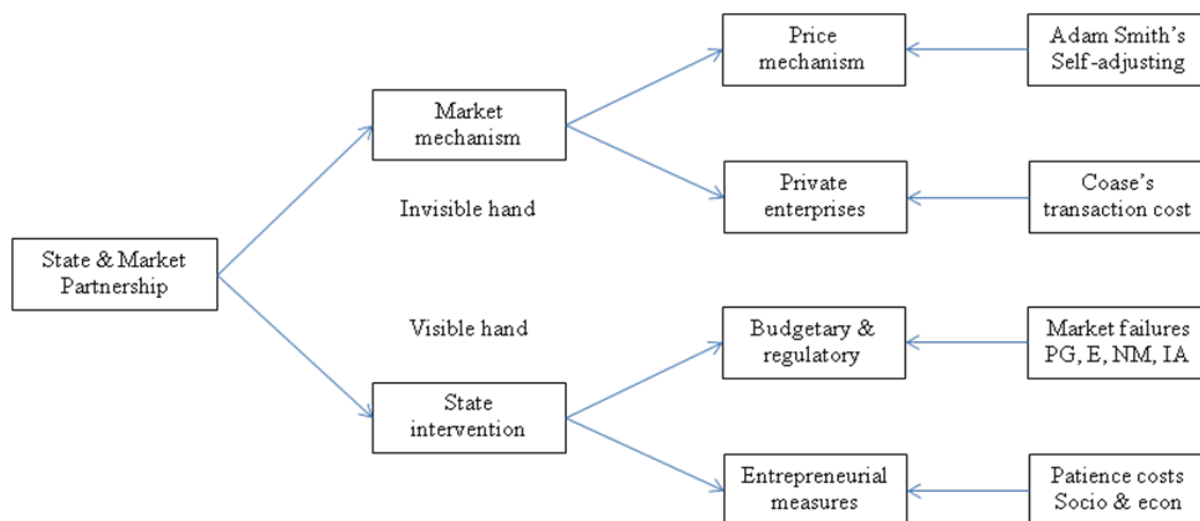 Price
mechanism
Adam Smith's
Self-adjusting
Market
mechanism
Private
enterprises
Coase's
transaction cost
Invisible hand
State & Market
Partnership
Visible hand
Budgetary &
regulatory
Market failures
PG, E, NM, IA
State
intervention
Entrepreneurial
measures
Patience costs
Socio & econ